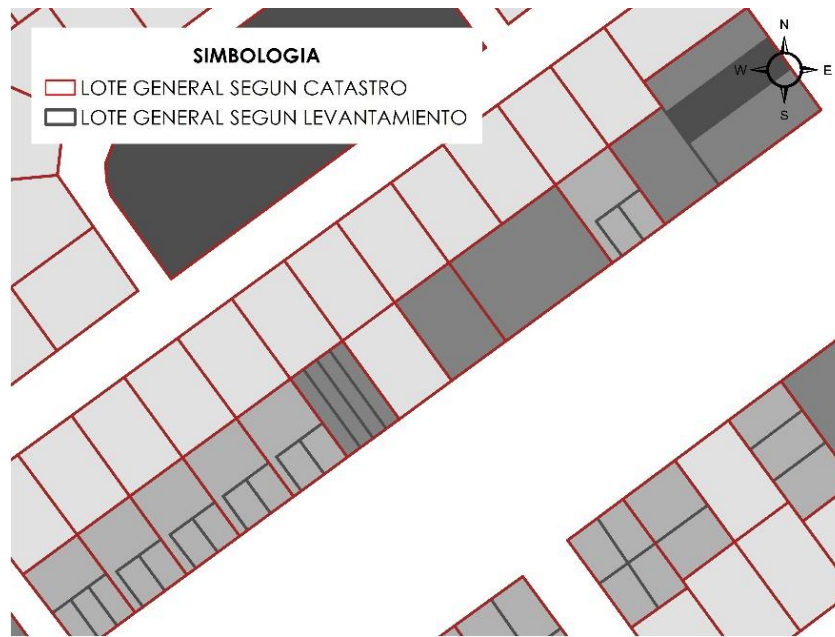 SIMBOLOGIA
LOTE GENERAL SEGUN CATASTRO
LOTE GENERAL SEGUN LEVANTAMIENTO
N
W E
S